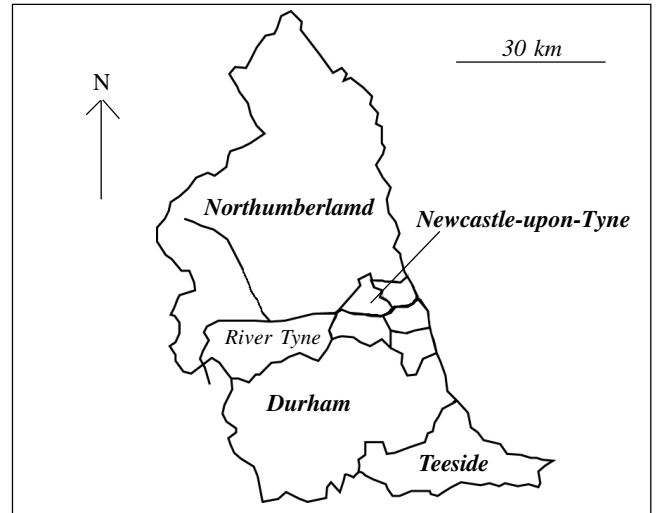 30 km
N
Northumberlamd
Newcastle-upon-Tyne
River Tyne
Durham
Teeside